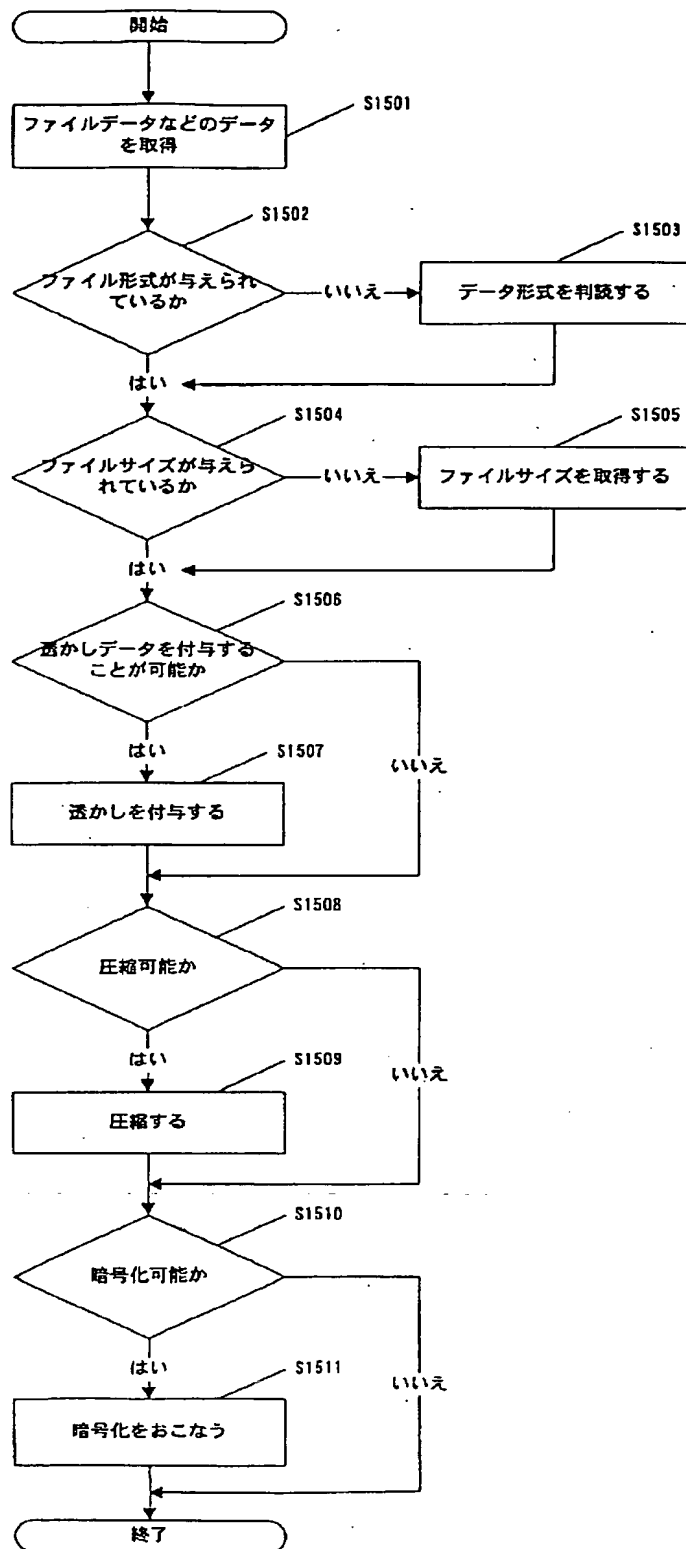 開始
S1501
ファイルデータなどのデータ
を取得
S1502
ファイル形式が与えられ
ているか
いいえ
S1503
データ形式を判読する
はい
S1504
ファイルサイズが与えら
れているか
いいえ
S1505
ファイルサイズを取得する
はい
S1506
透かしデータを付与する
ことが可能か
はい
いいえ
S1507
透かしを付与する
S1508
圧縮可能か
はい
いいえ
S1509
圧縮する
S1510
暗号化可能か
はい
いいえ
S1511
暗号化をおこなう
終了